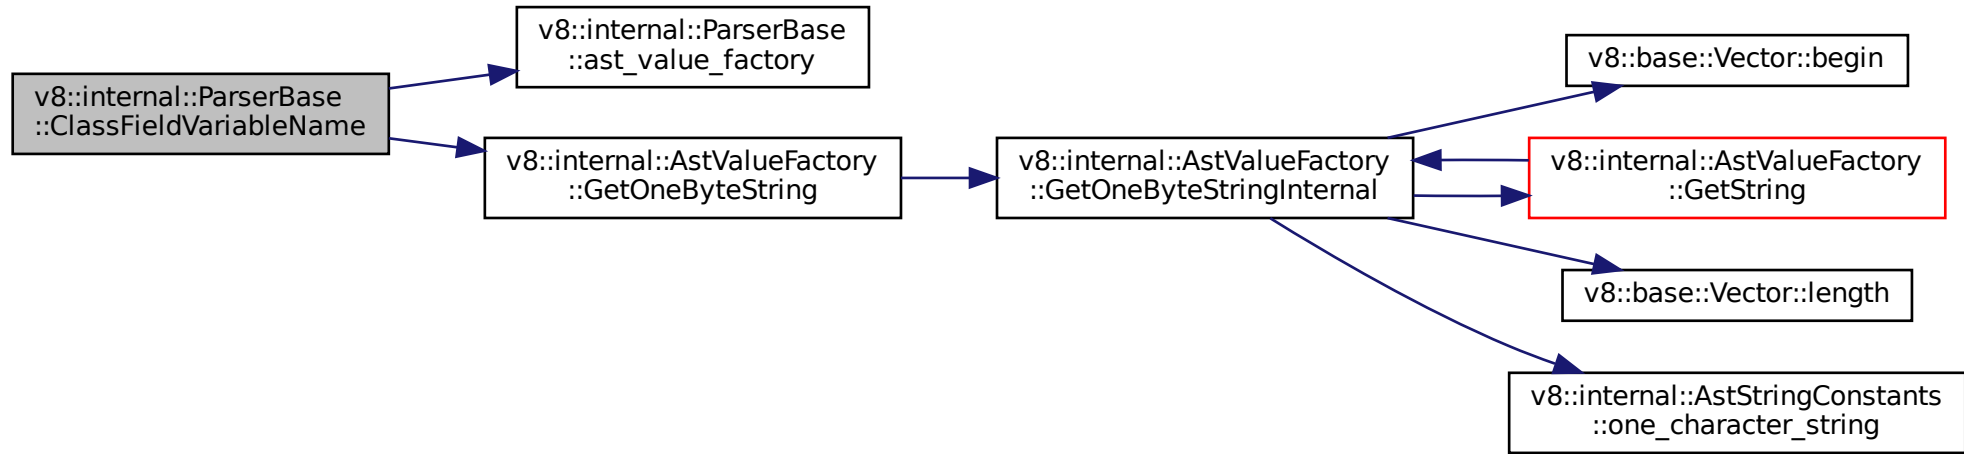 v8::internal::ParserBase
::ClassFieldVariableName
v8::internal::ParserBase
::ast_value_factory
v8::internal::AstValueFactory
::GetOneByteString
v8::internal::AstValueFactory
::GetOneByteStringInternal
v8::base::Vector::begin
v8::internal::AstValueFactory
::GetString
v8::base::Vector::length
v8::internal::AstStringConstants
::one_character_string